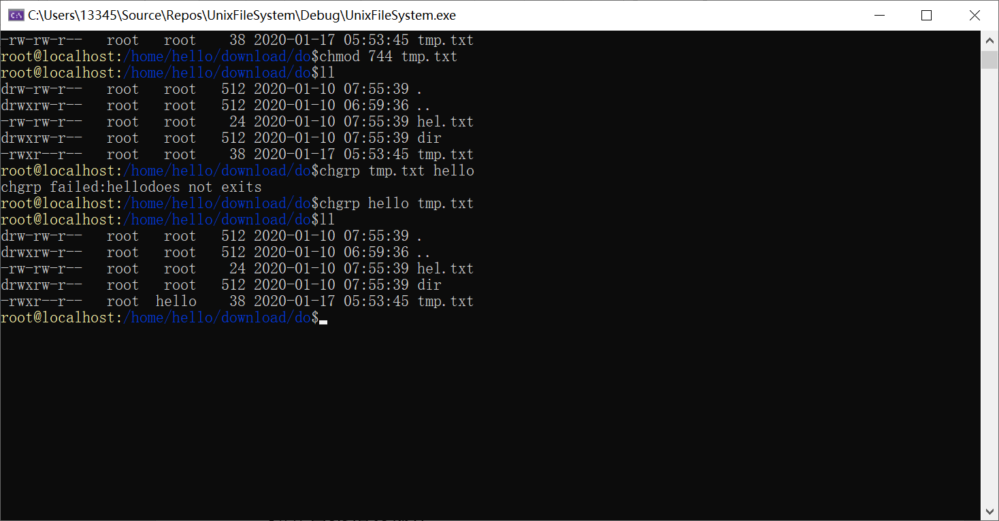 C:\Users\13345\Source\Repos\UnixFileSystem\Debug\UnixFileSystem.exe
-rw-rw-r--   root   root    38 2020-01-17 05:53:45 tmp.txt
root@localhost:/home/hello/download/do$chmod 744 tmp.txt
root@localhost:/home/hello/download/do$ll
drw-rw-r--   root   root   512 2020-01-10 07:55:39 .
drwxrw-r--   root   root   512 2020-01-10 06:59:36 ..
-rw-rw-r--   root   root    24 2020-01-10 07:55:39 hel.txt
drwxrw-r--   root   root   512 2020-01-10 07:55:39 dir
-rwxr--r--   root   root    38 2020-01-17 05:53:45 tmp.txt
root@localhost:/home/hello/download/do$chgrp tmp.txt hello
chgrp failed:hellodoes not exits
root@localhost:/home/hello/download/do$chgrp hello tmp.txt
root@localhost:/home/hello/download/do$ll
drw-rw-r--   root   root   512 2020-01-10 07:55:39 .
drwxrw-r--   root   root   512 2020-01-10 06:59:36 ..
-rw-rw-r--   root   root    24 2020-01-10 07:55:39 hel.txt
drwxrw-r--   root   root   512 2020-01-10 07:55:39 dir
-rwxr--r--   root  hello    38 2020-01-17 05:53:45 tmp.txt
root@localhost:/home/hello/download/do$